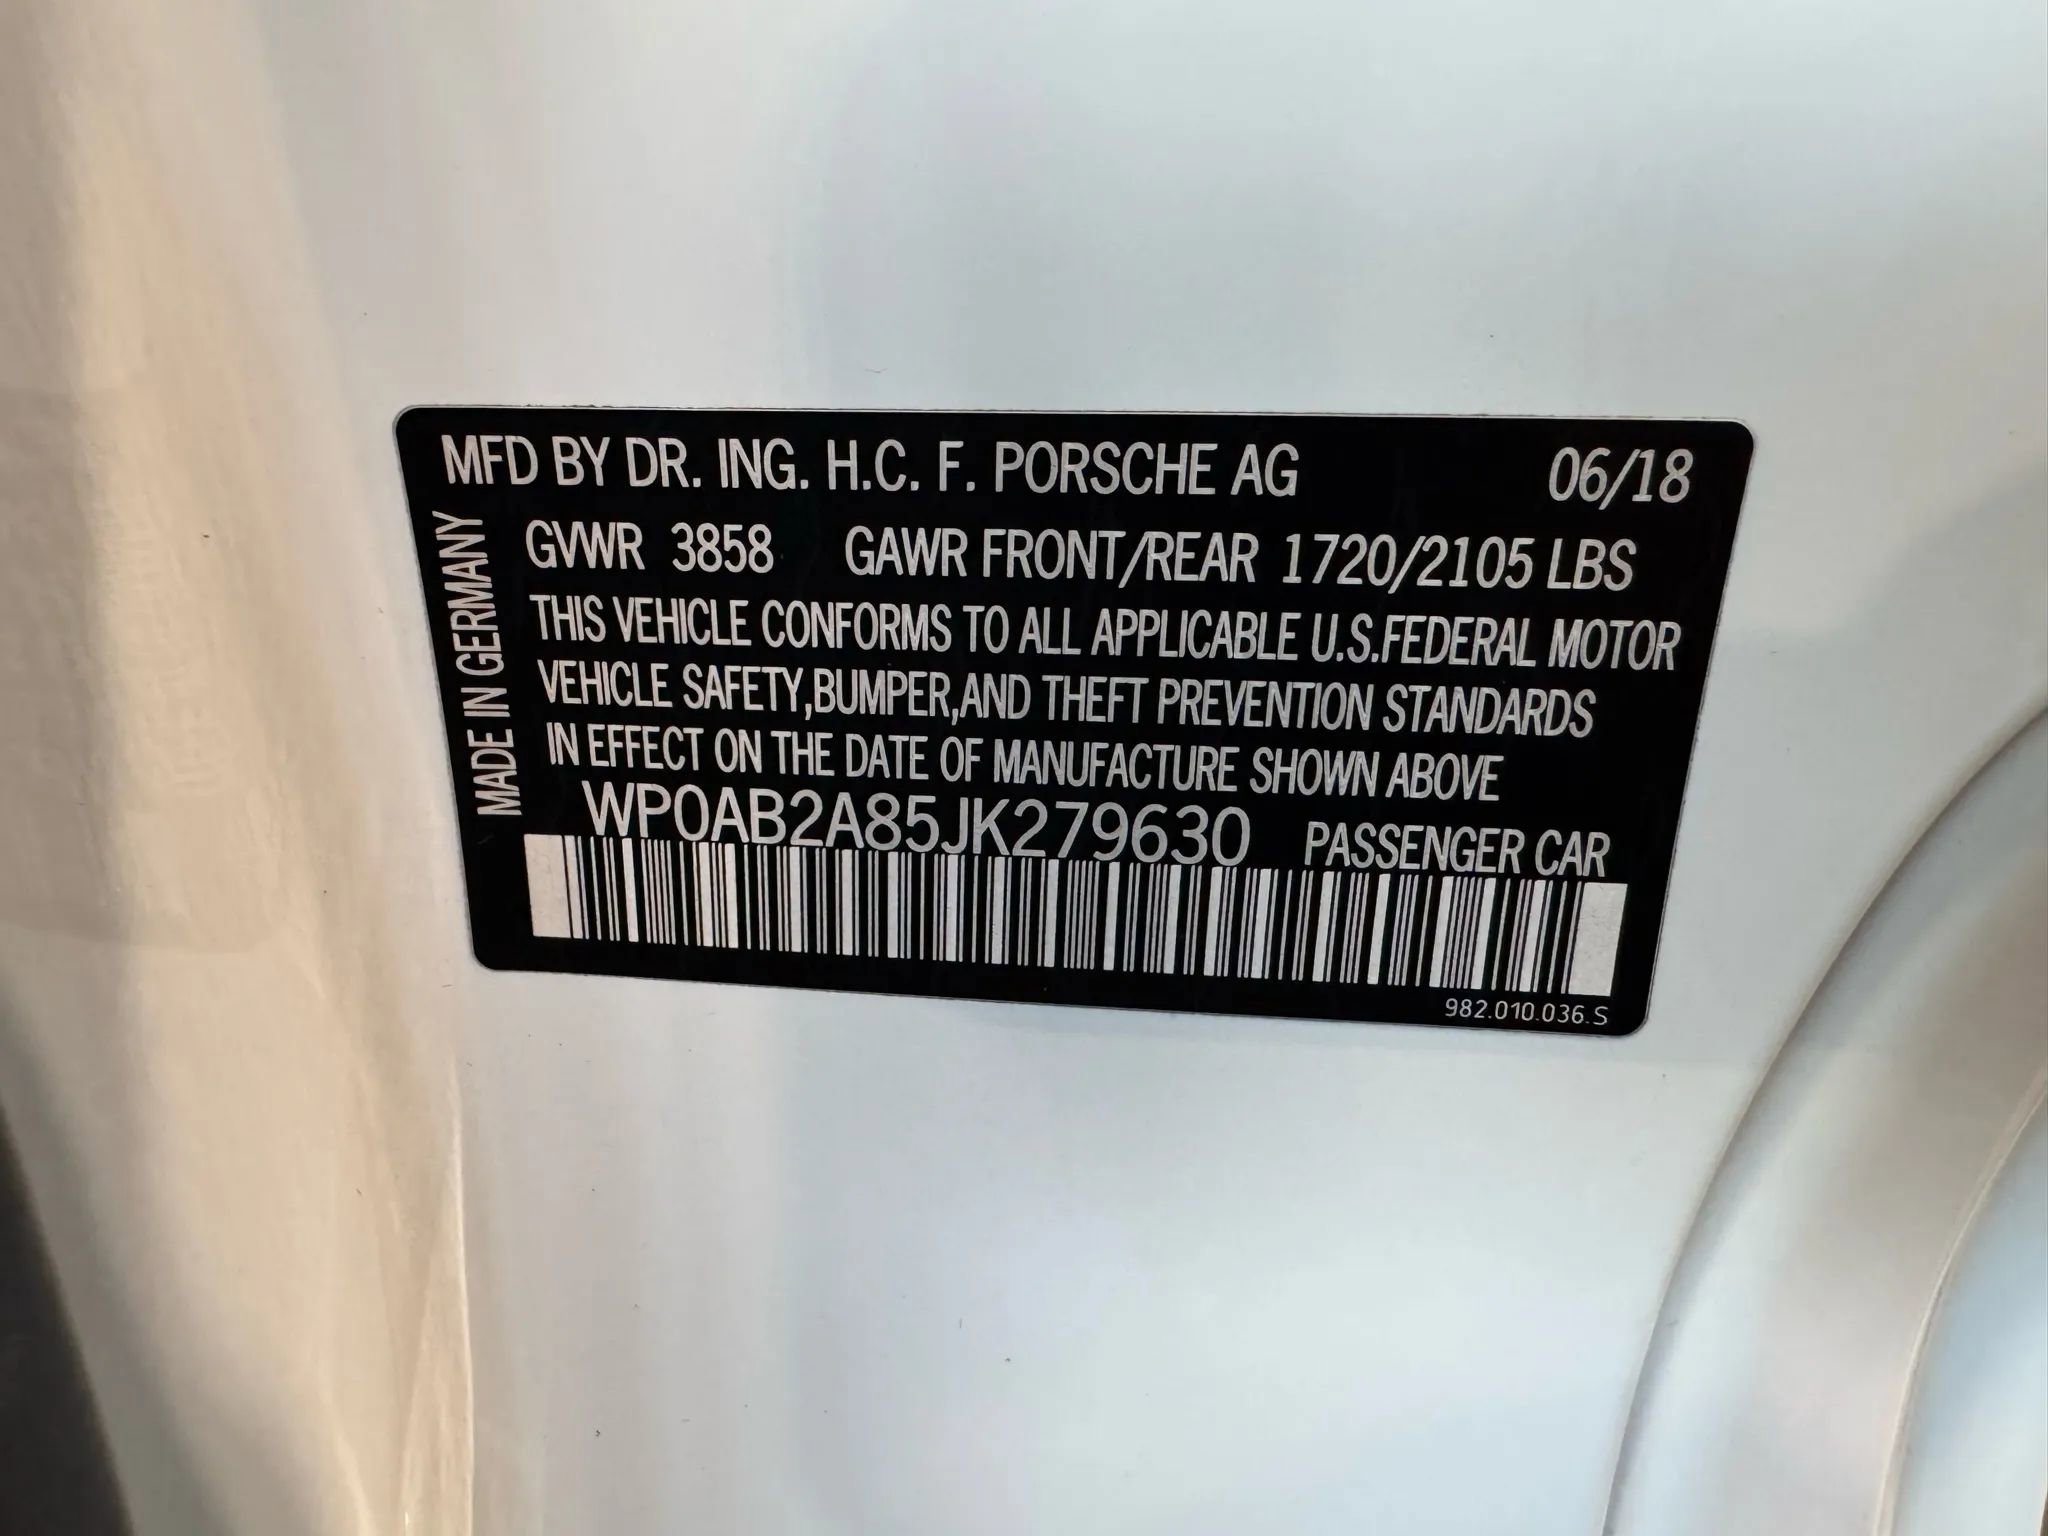 MFD BY DR. ING. H.C. F. PORSCHE AG 06/18
MADE IN GERMANY
GVWR 3858 GAWR FRONT/REAR 1720/2105 LBS
THIS VEHICLE CONFORMS TO ALL APPLICABLE U.S.FEDERAL MOTOR
VEHICLE SAFETY,BUMPER,AND THEFT PREVENTION STANDARDS
IN EFFECT ON THE DATE OF MANUFACTURE SHOWN ABOVE
WP0AB2A85JK279630 PASSENGER CAR
982.010.036.S